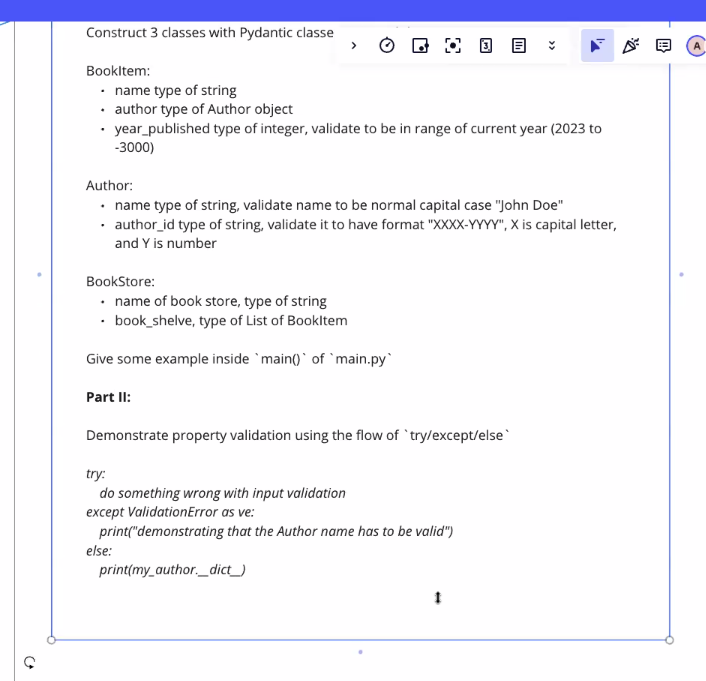 Construct 3 classes with Pydantic classe
3
A
BookItem:
• name type of string
• author type of Author object
• year_published type of integer, validate to be in range of current year (2023 to
-3000)
Author:
• name type of string, validate name to be normal capital case "John Doe"
• author_id type of string, validate it to have format "XXXX-YYYY", X is capital letter,
and Y is number
BookStore:
• name of book store, type of string
• book_shelve, type of List of BookItem
Give some example inside `main()` of `main.py`
Part II:
Demonstrate property validation using the flow of `try/except/else`
try:
do something wrong with input validation
except ValidationError as ve:
print("demonstrating that the Author name has to be valid")
else:
print(my_author.__dict__)